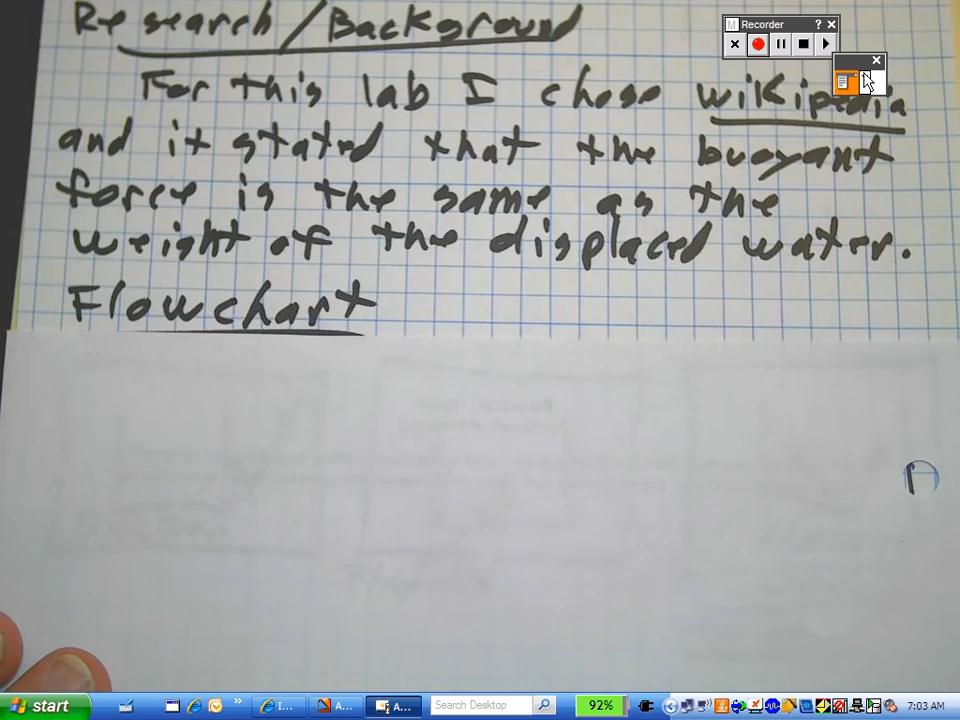 Research/Background
Recorder
For this lab I chose wikipedia
and it stated that the buoyant
force is the same as the
weight of the displaced water.
Flowchart
start
I...
A...
A...
Search Desktop
92%
7:03 AM